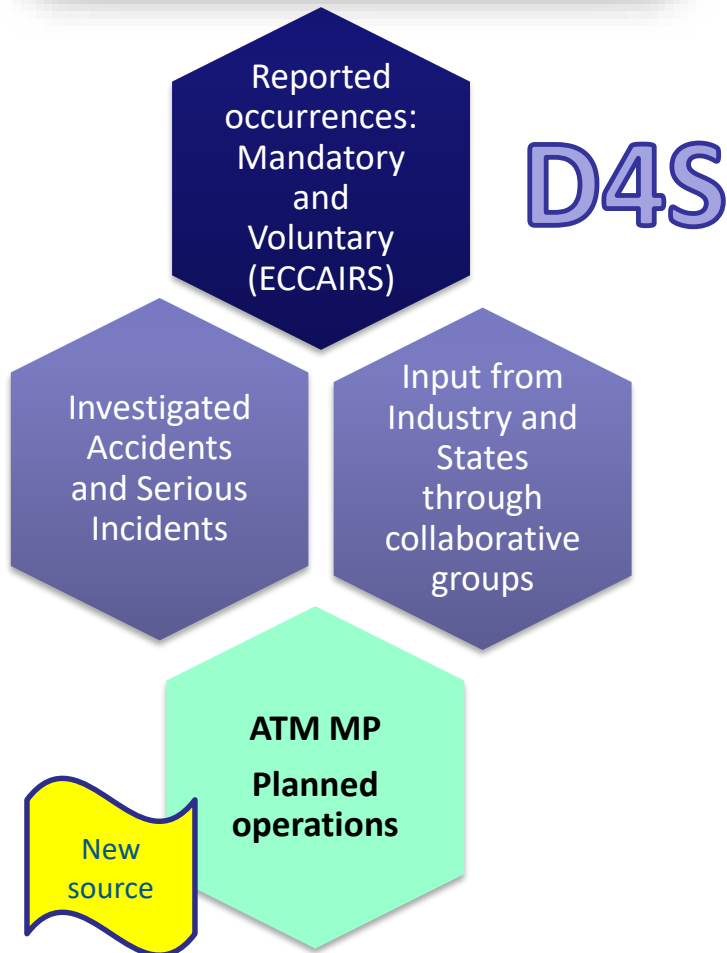 Reported
occurrences:
Mandatory
and
Voluntary
(ECCAIRS)
D4S
Investigated
Accidents
and Serious
Incidents
Input from
Industry and
States
through
collaborative
groups
ATM MP
Planned
operations
New
source